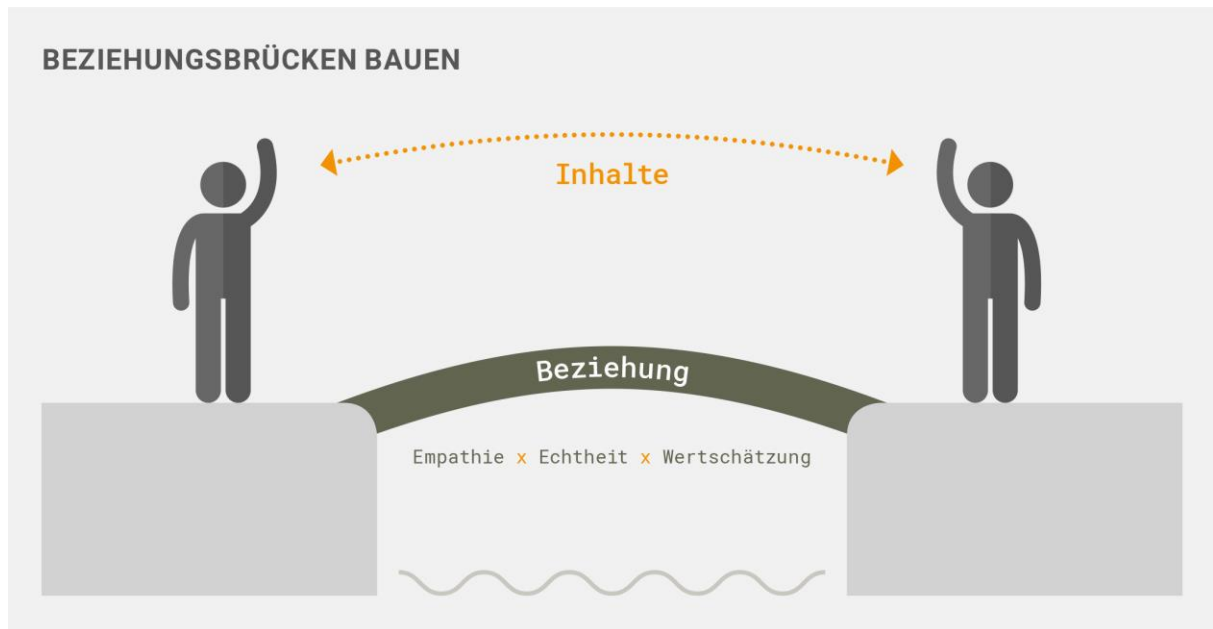 BEZIEHUNGSBRÜCKEN BAUEN
Inhalte
Beziehung
Empathie x Echtheit x Wertschätzung